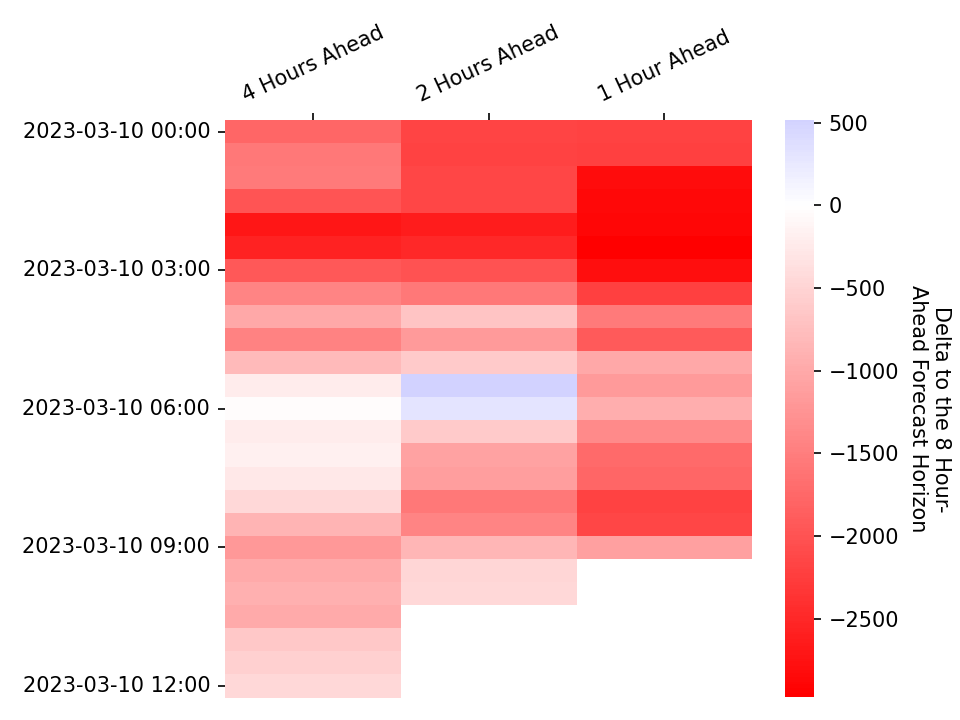 4 Hours Ahead
2 Hours Ahead
1 Hour Ahead
2023-03-10 00:00
2023-03-10 03:00
2023-03-10 06:00
2023-03-10 09:00
2023-03-10 12:00
500
0
−500
−1000
−1500
−2000
−2500
Delta to the 8 Hour-
Ahead Forecast Horizon